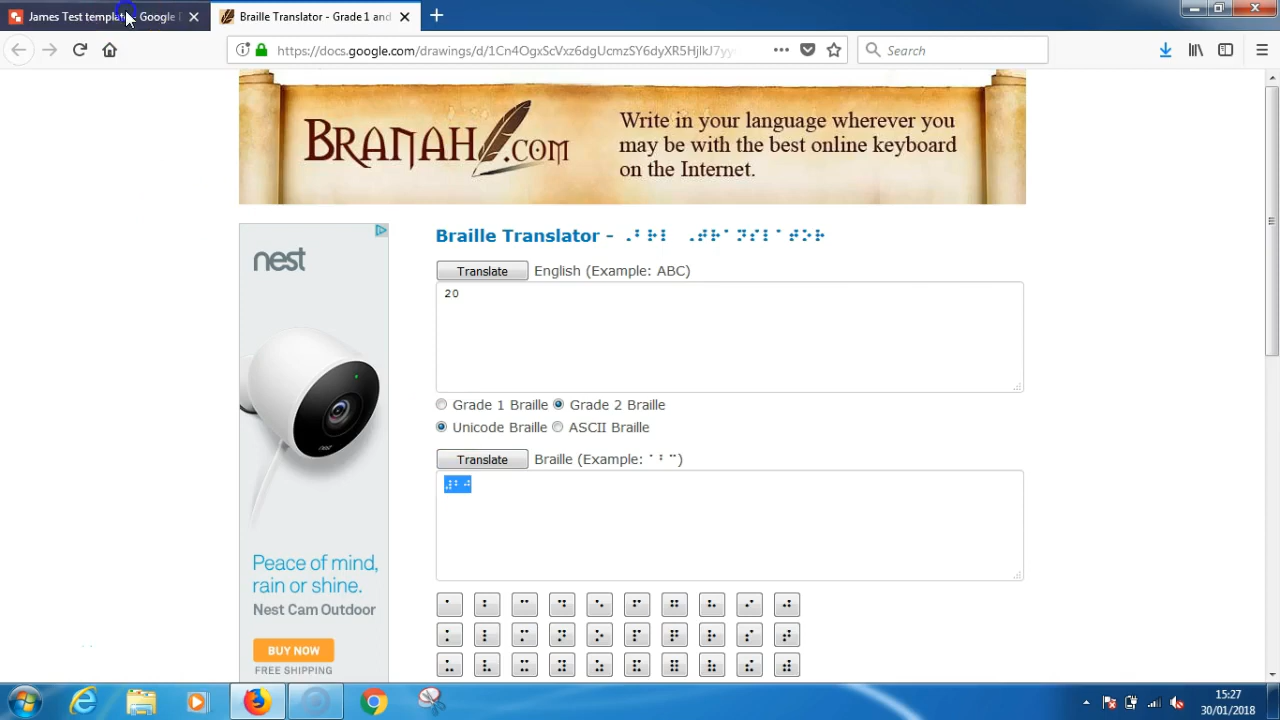 James Test template - Google D
Braille Translator - Grade 1 and
https://docs.google.com/drawings/d/1Cn4OgxScVxz6dgUcmzSY6dyXR5HjlkJ7yy
Search
BRANAH.COM
Write in your language wherever you
may be with the best online keyboard
on the Internet.
nest
Peace of mind,
rain or shine.
Nest Cam Outdoor
BUY NOW
FREE SHIPPING
Braille Translator - ⠠⠃⠗⠇ ⠠⠞⠗⠁⠝⠎⠇⠁⠞⠕⠗
Translate English (Example: ABC)
20
Grade 1 Braille Grade 2 Braille
Unicode Braille ASCII Braille
Translate Braille (Example: ⠁⠃⠉)
⠼⠃⠚
⠁ ⠃ ⠉ ⠙ ⠑ ⠋ ⠛ ⠓ ⠊ ⠚
⠅ ⠇ ⠍ ⠝ ⠕ ⠏ ⠟ ⠗ ⠎ ⠞
⠥ ⠧ ⠭ ⠽ ⠵ ⠯ ⠿ ⠷ ⠮ ⠾
15:27
30/01/2018